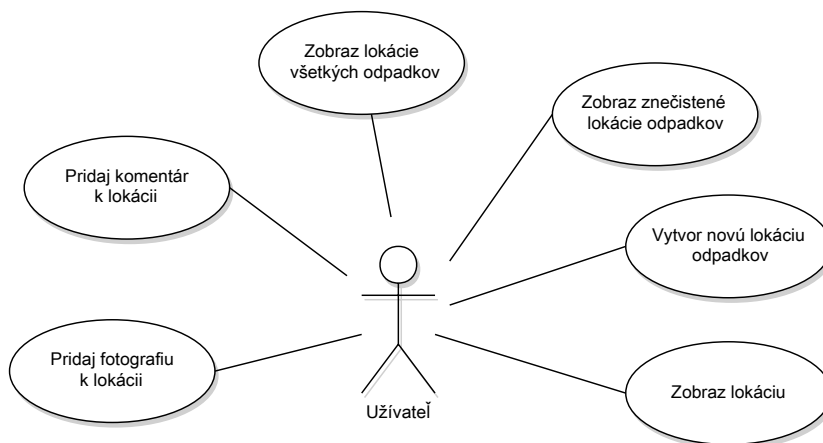 Zobraz lokácie
všetkých odpadkov
Zobraz znečistené
lokácie odpadkov
Pridaj komentár
k lokácii
Vytvor novú lokáciu
odpadkov
Pridaj fotografiu
k lokácii
Zobraz lokáciu
Užívateľ